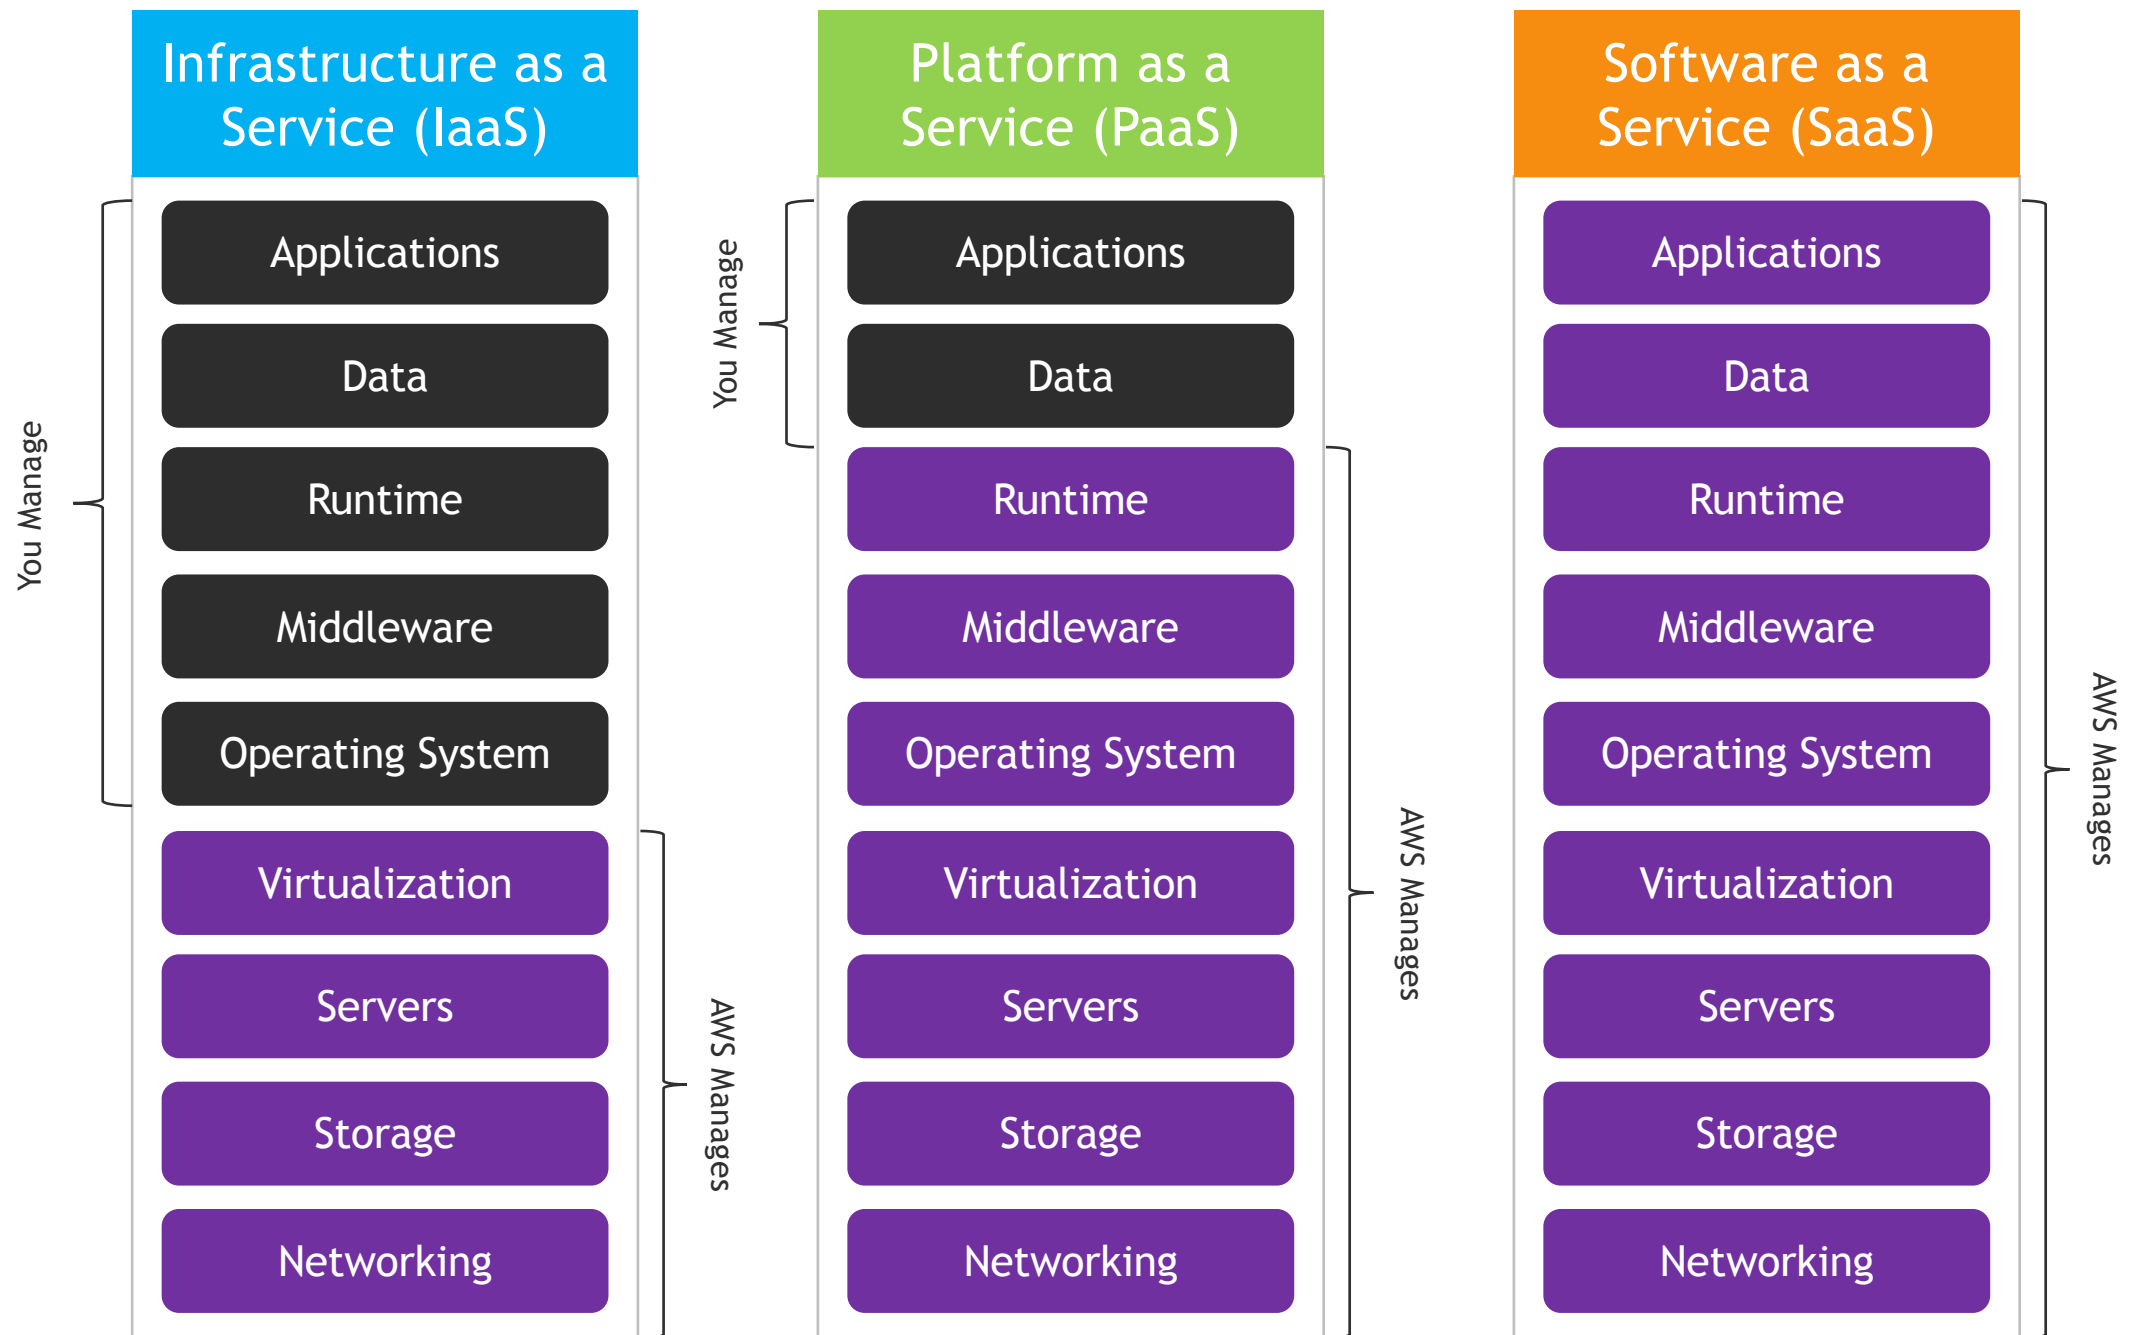 Infrastructure as a
Service (IaaS)
You Manage
Applications
Data
Runtime
Middleware
Operating System
Virtualization
Servers
Storage
Networking
AWS Manages
Platform as a
Service (PaaS)
You Manage
Applications
Data
Runtime
Middleware
Operating System
Virtualization
Servers
Storage
Networking
AWS Manages
Software as a
Service (SaaS)
Applications
Data
Runtime
Middleware
Operating System
Virtualization
Servers
Storage
Networking
AWS Manages